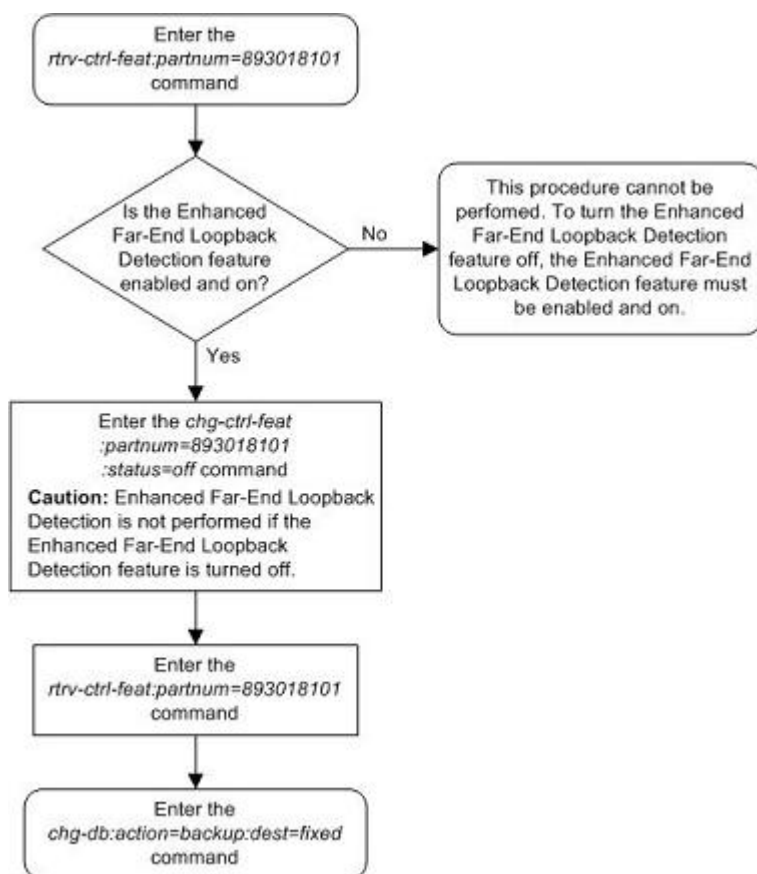 Enter the
rtrv-ctrl-feat:partnum=893018101
command
Is the Enhanced
Far-End Loopback
Detection feature
enabled and on?
No
This procedure cannot be
perfomed. To turn the Enhanced
Far-End Loopback Detection
feature off, the Enhanced Far-End
Loopback Detection feature must
be enabled and on.
Yes
Enter the chg-ctrl-feat
:partnum=893018101
:status=off command
Caution: Enhanced Far-End Loopback
Detection is not performed if the
Enhanced Far-End Loopback
Detection feature is turned off.
Enter the
rtrv-ctrl-feat:partnum=893018101
command
Enter the
chg-db:action=backup:dest=fixed
command